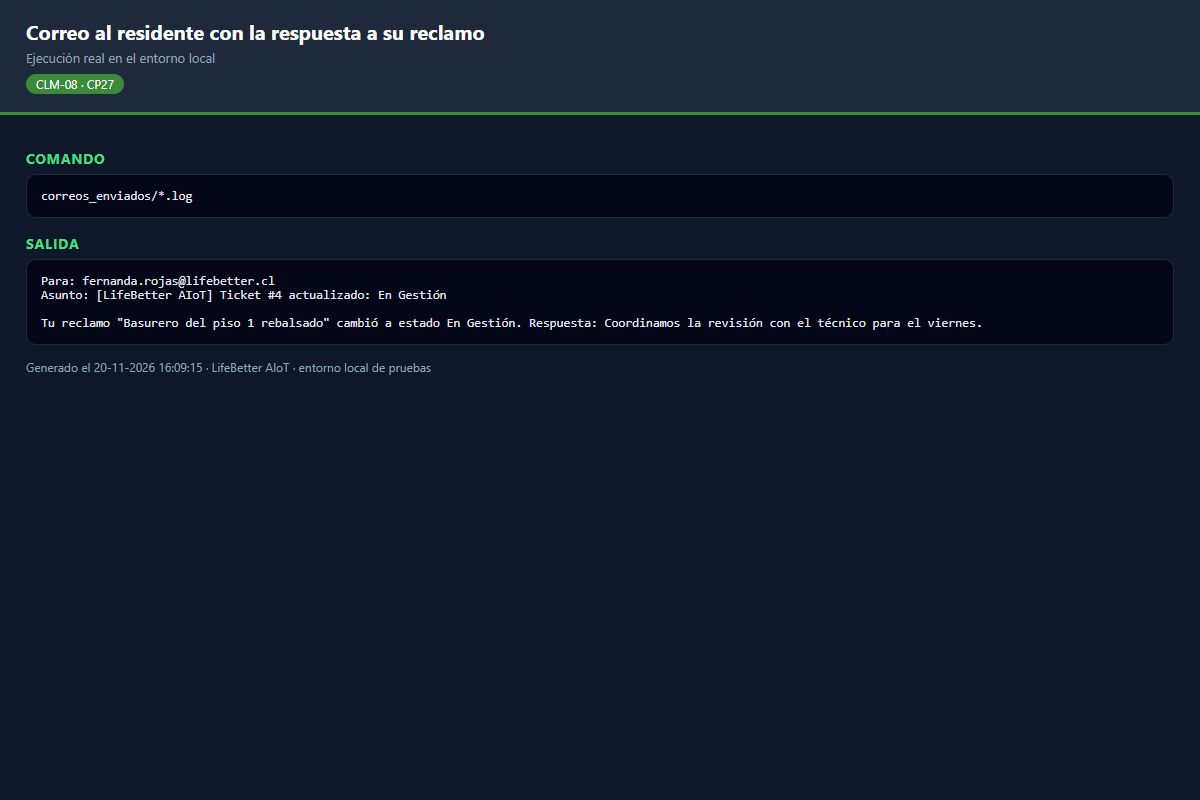 Correo al residente con la respuesta a su reclamo
Ejecución real en el entorno local
CLM-08 · CP27
COMANDO
correos_enviados/*.log
SALIDA
Para: fernanda.rojas@lifebetter.cl
Asunto: [LifeBetter AIoT] Ticket #4 actualizado: En Gestión
Tu reclamo "Basurero del piso 1 rebalsado" cambió a estado En Gestión. Respuesta: Coordinamos la revisión con el técnico para el viernes.
Generado el 20-11-2026 16:09:15 · LifeBetter AIoT · entorno local de pruebas